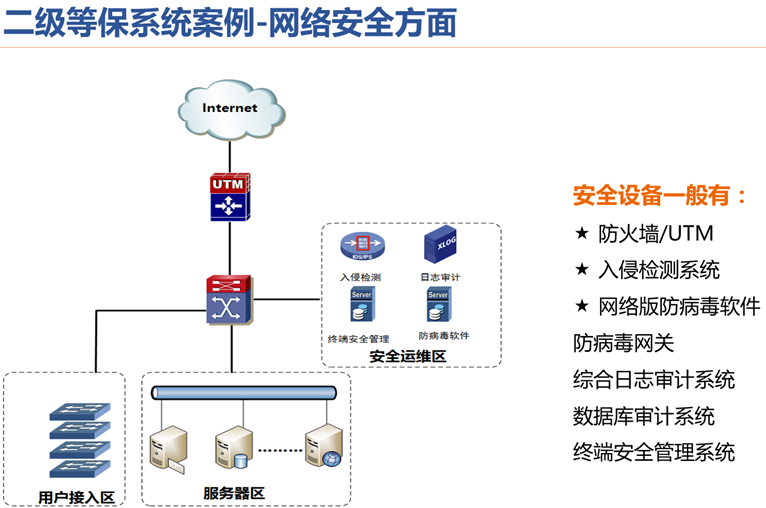 二级等保系统案例-网络安全方面
Internet
UTM
安全设备一般有：
★ 防火墙/UTM
★ 入侵检测系统
★ 网络版防病毒软件
防病毒网关
综合日志审计系统
数据库审计系统
终端安全管理系统
IDS/IPS
XLOG
入侵检测
日志审计
Server
Server
终端安全管理
防病毒软件
安全运维区
用户接入区
服务器区